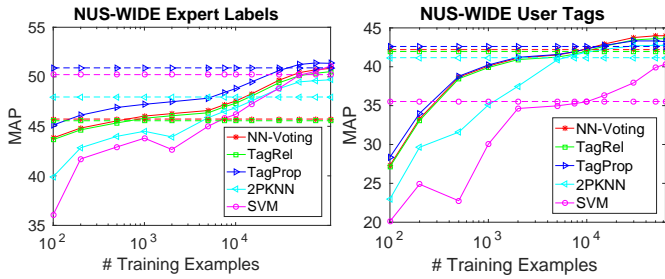 NUS-WIDE Expert Labels
55
50
45
40
35
MAP
10^2
10^3
10^4
# Training Examples
NN-Voting
TagRel
TagProp
2PKNN
SVM
NUS-WIDE User Tags
45
40
35
30
25
20
MAP
10^2
10^3
10^4
# Training Examples
NN-Voting
TagRel
TagProp
2PKNN
SVM